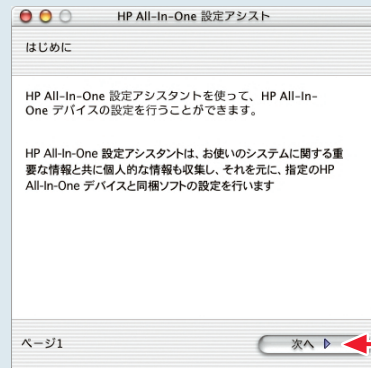 HP All-In-One 設定アシスト
はじめに
HP All-In-One 設定アシスタントを使って、HP All-In-
One デバイスの設定を行うことができます。
HP All-In-One 設定アシスタントは、お使いのシステムに関する重
要な情報と共に個人的な情報も収集し、それを元に、指定のHP
All-In-One デバイスと同梱ソフトの設定を行います
ページ1
次へ